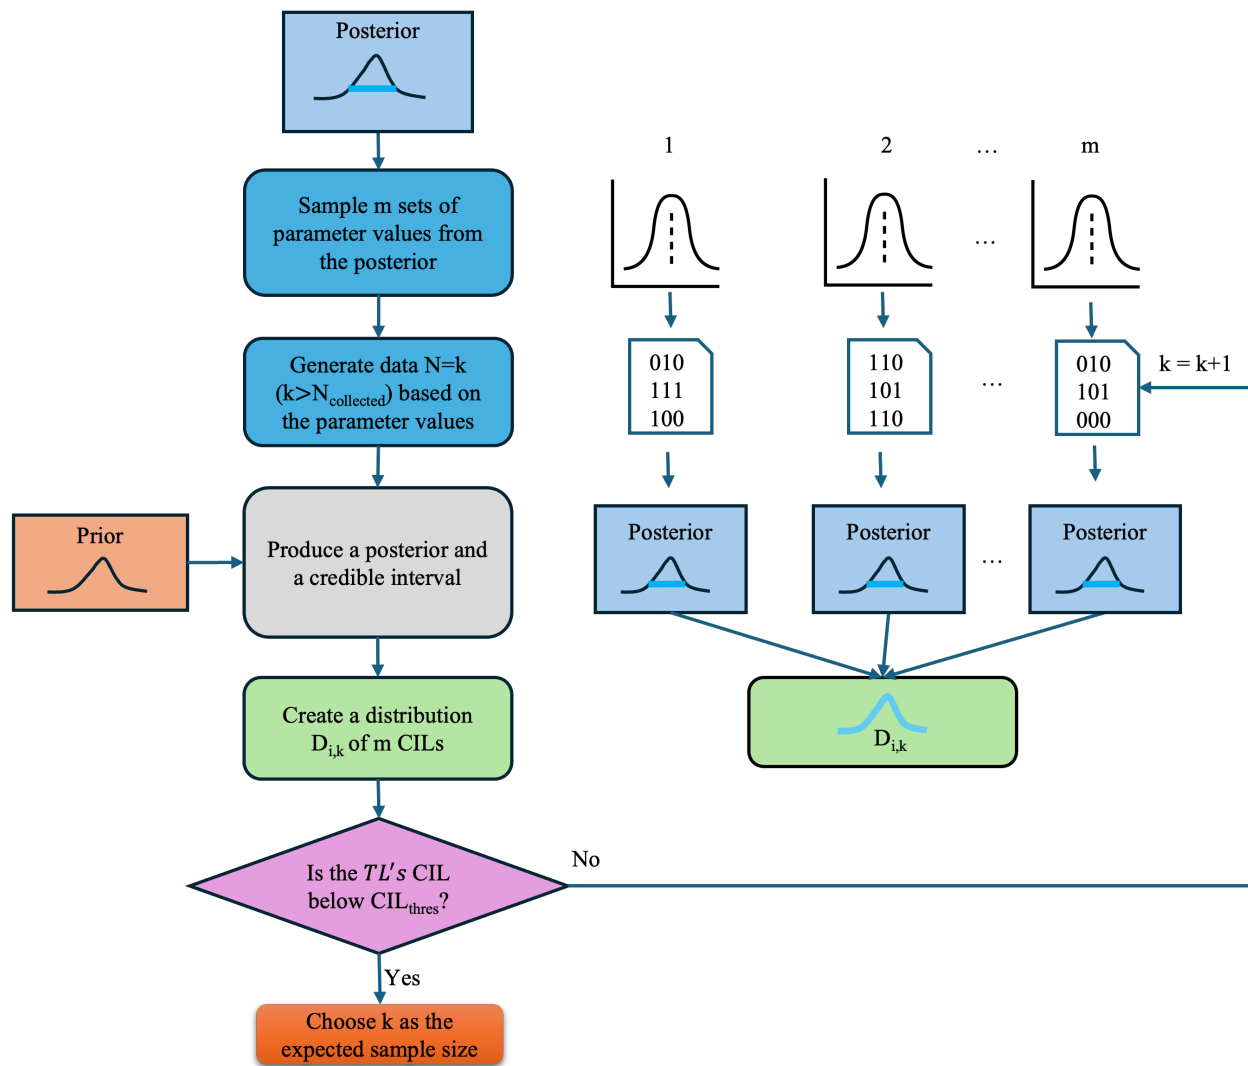 Posterior
Sample m sets of
parameter values from
the posterior
Generate data N=k
(k>Ncollected) based on
the parameter values
Prior
Produce a posterior and
a credible interval
Create a distribution
Di,k of m CILs
Is the TL's CIL
below CILthres?
No
Yes
Choose k as the
expected sample size
1
2
...
m
...
010
111
100
110
101
110
...
010
101
000
k = k+1
Posterior
Posterior
...
Posterior
Di,k